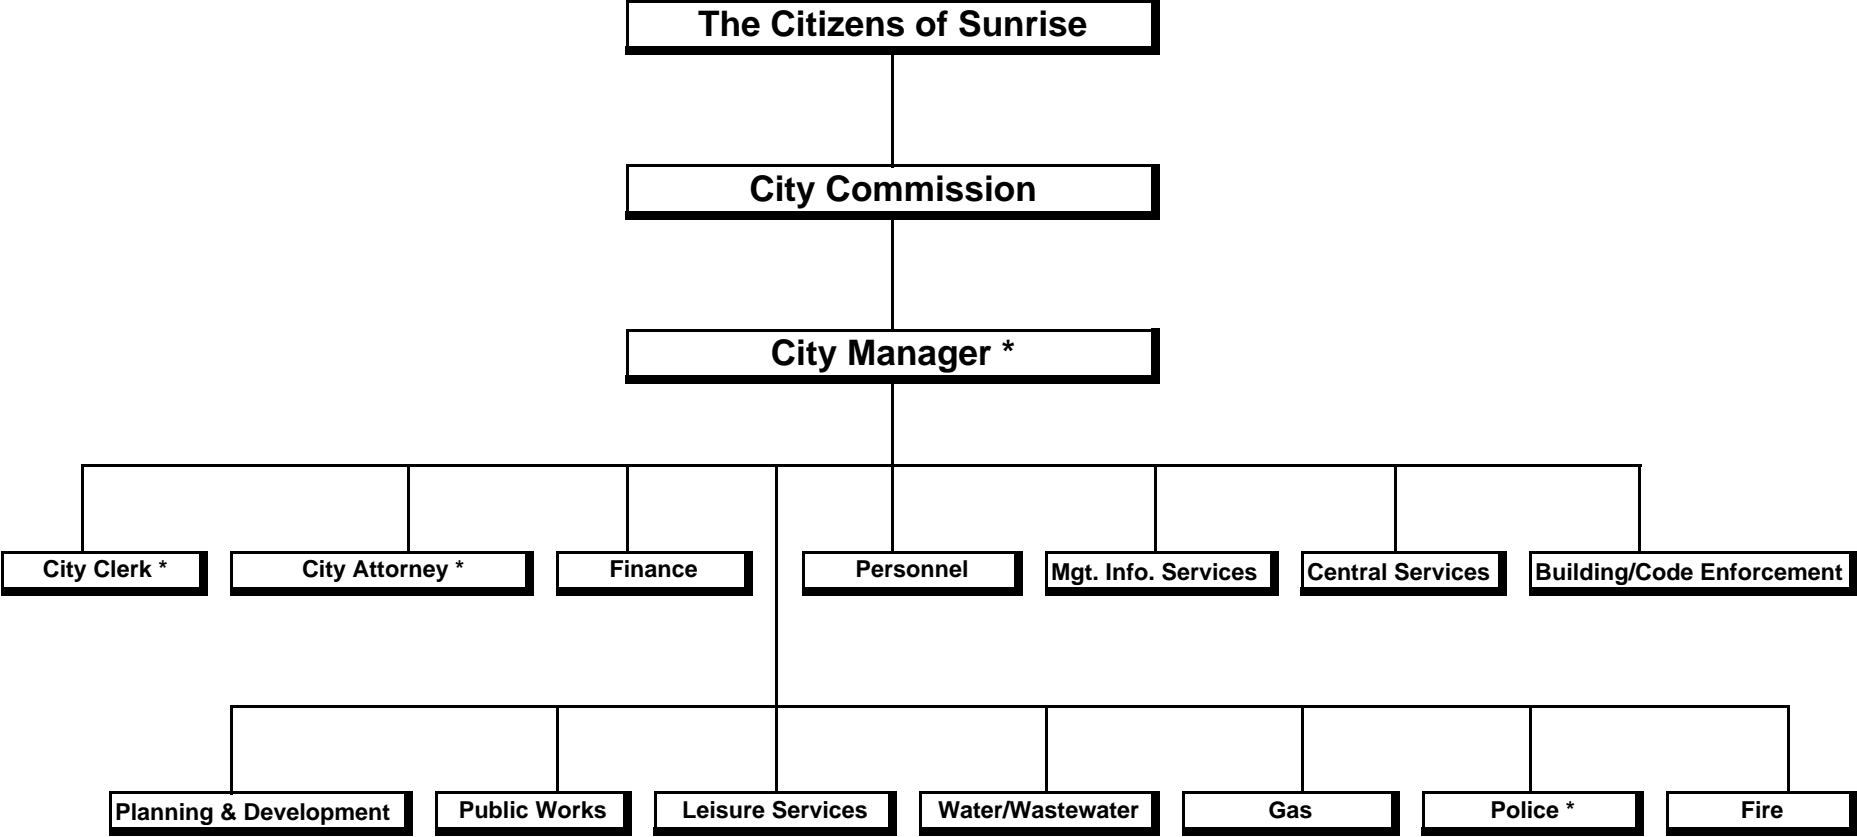 The Citizens of Sunrise
City Commission
City Manager *
City Clerk *
City Attorney *
Finance
Personnel
Mgt. Info. Services
Central Services
Building/Code Enforcement
Planning & Development
Public Works
Leisure Services
Water/Wastewater
Gas
Police *
Fire